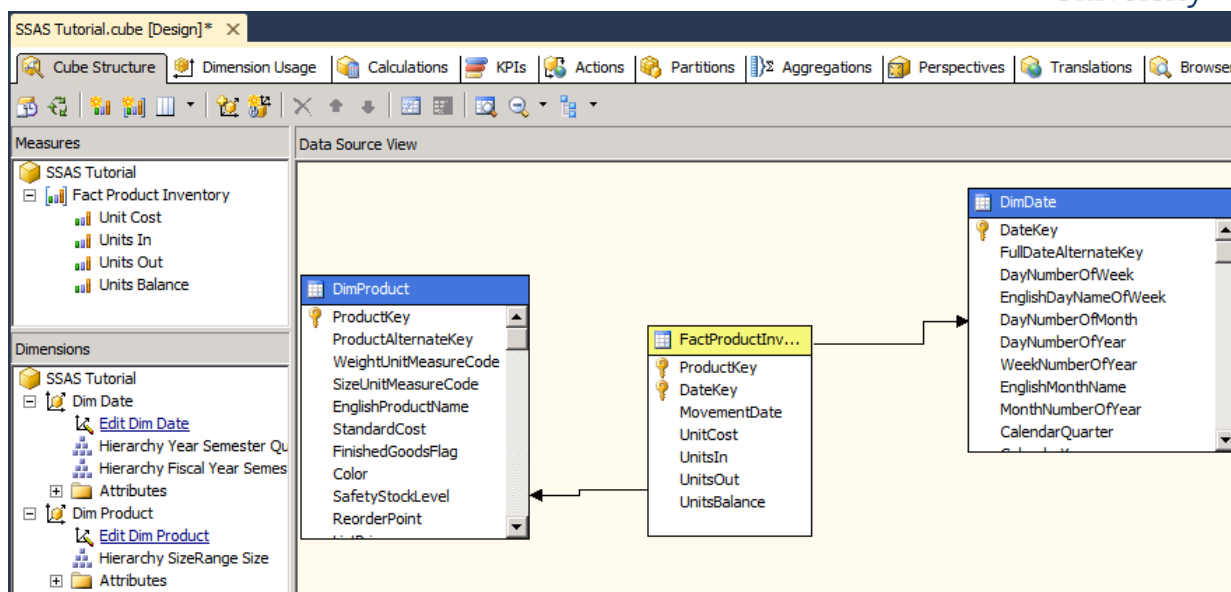 SSAS Tutorial.cube [Design]*
Cube Structure Dimension Usage Calculations KPIs Actions Partitions Aggregations Perspectives Translations Browser
Measures
SSAS Tutorial
Fact Product Inventory
Unit Cost
Units In
Units Out
Units Balance
Dimensions
SSAS Tutorial
Dim Date
Edit Dim Date
Hierarchy Year Semester Qu
Hierarchy Fiscal Year Semes
Attributes
Dim Product
Edit Dim Product
Hierarchy SizeRange Size
Attributes
Data Source View
DimProduct
ProductKey
ProductAlternateKey
WeightUnitMeasureCode
SizeUnitMeasureCode
EnglishProductName
StandardCost
FinishedGoodsFlag
Color
SafetyStockLevel
ReorderPoint
FactProductInv...
ProductKey
DateKey
MovementDate
UnitCost
UnitsIn
UnitsOut
UnitsBalance
DimDate
DateKey
FullDateAlternateKey
DayNumberOfWeek
EnglishDayNameOfWeek
DayNumberOfMonth
DayNumberOfYear
WeekNumberOfYear
EnglishMonthName
MonthNumberOfYear
CalendarQuarter